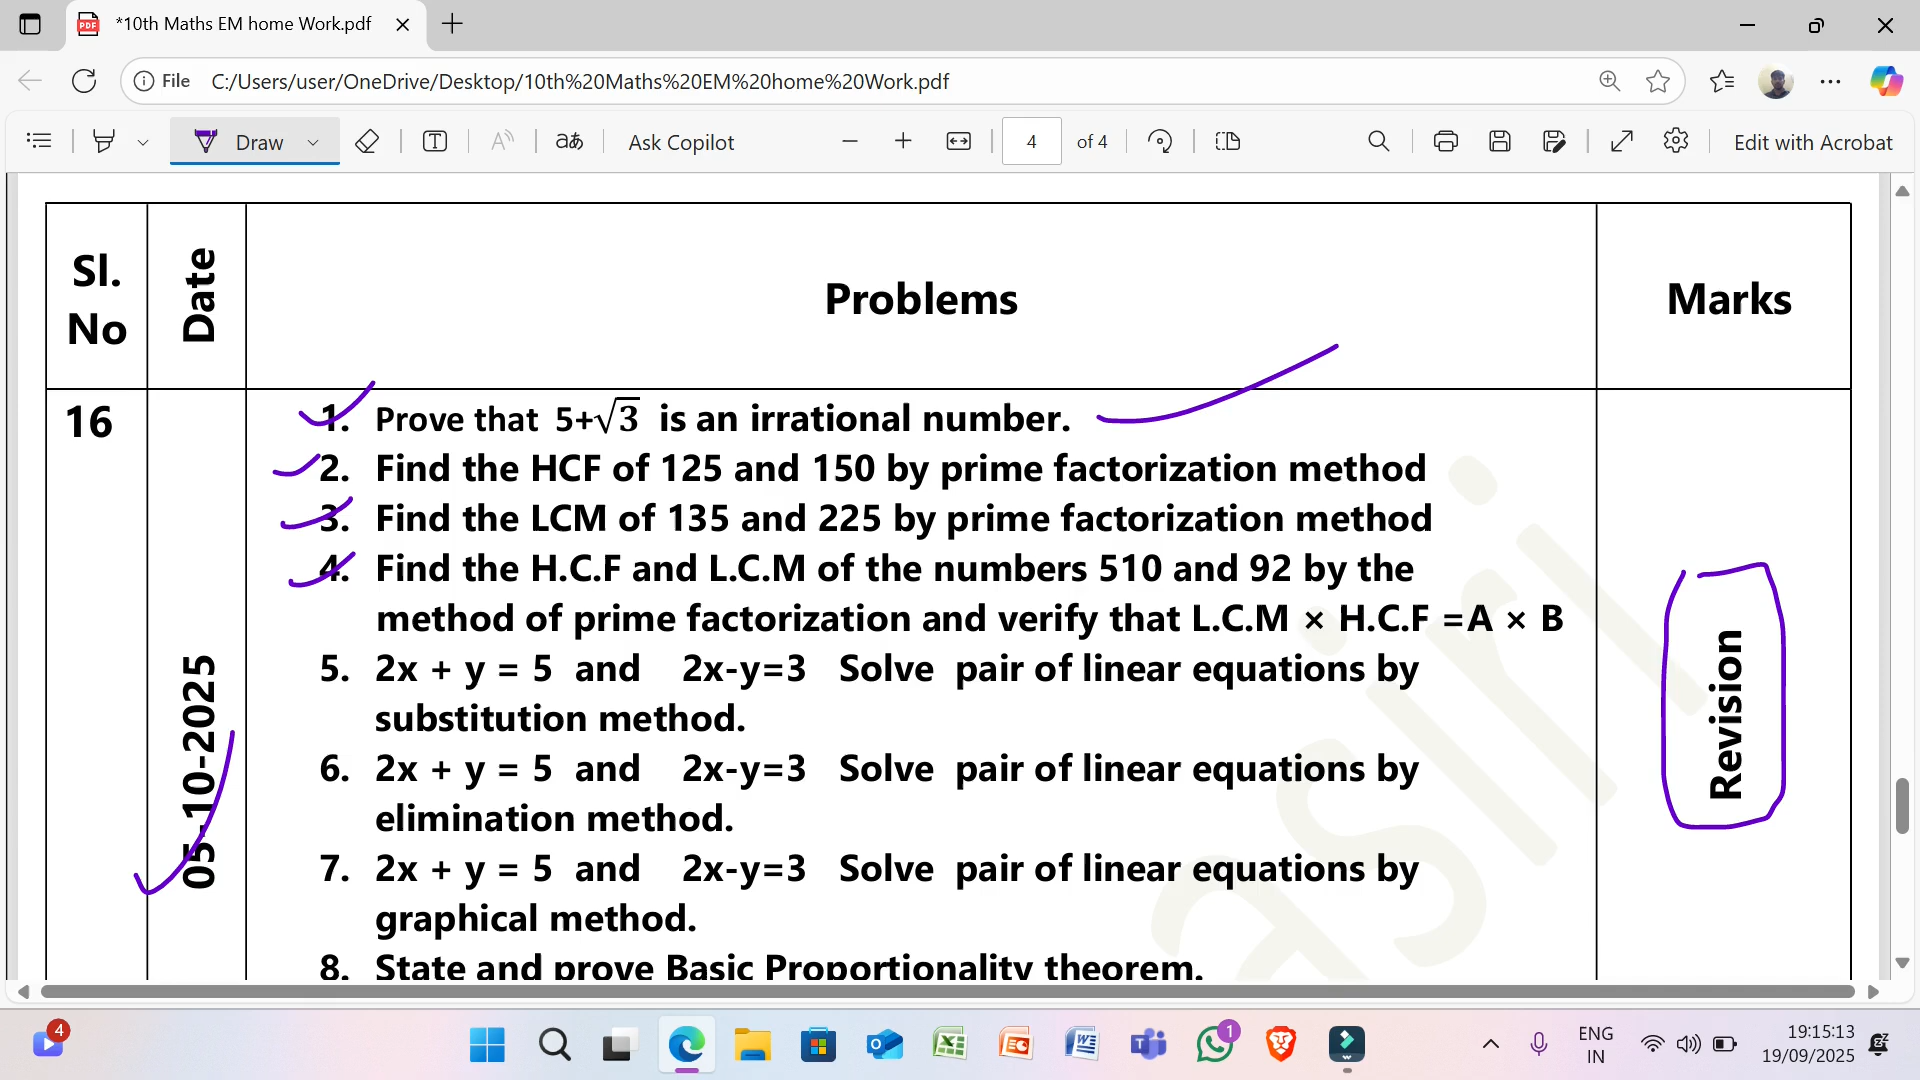 *10th Maths EM home Work.pdf
File C:/Users/user/OneDrive/Desktop/10th%20Maths%20EM%20home%20Work.pdf
Draw Ask Copilot 4 of 4 Edit with Acrobat
Sl. No Date Problems Marks
16 05-10-2025 Revision
1. Prove that 5+√3 is an irrational number.
2. Find the HCF of 125 and 150 by prime factorization method
3. Find the LCM of 135 and 225 by prime factorization method
4. Find the H.C.F and L.C.M of the numbers 510 and 92 by the
method of prime factorization and verify that L.C.M × H.C.F =A × B
5. 2x + y = 5 and 2x-y=3 Solve pair of linear equations by
substitution method.
6. 2x + y = 5 and 2x-y=3 Solve pair of linear equations by
elimination method.
7. 2x + y = 5 and 2x-y=3 Solve pair of linear equations by
graphical method.
8. State and prove Basic Proportionality theorem.
4 1 ENG IN 19:15:13 19/09/2025